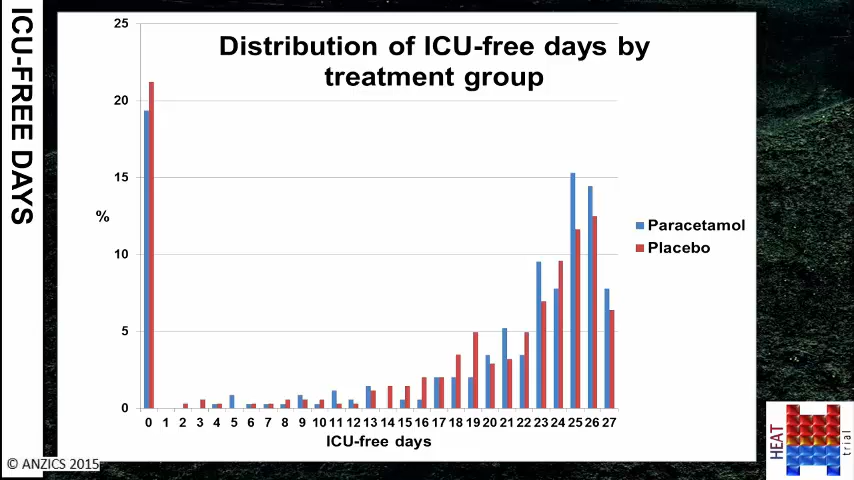 ICU-FREE DAYS
Distribution of ICU-free days by
treatment group
25
20
15
%
10
5
0
Paracetamol
Placebo
0 1 2 3 4 5 6 7 8 9 10 11 12 13 14 15 16 17 18 19 20 21 22 23 24 25 26 27
ICU-free days
© ANZICS 2015
HEAT
trial